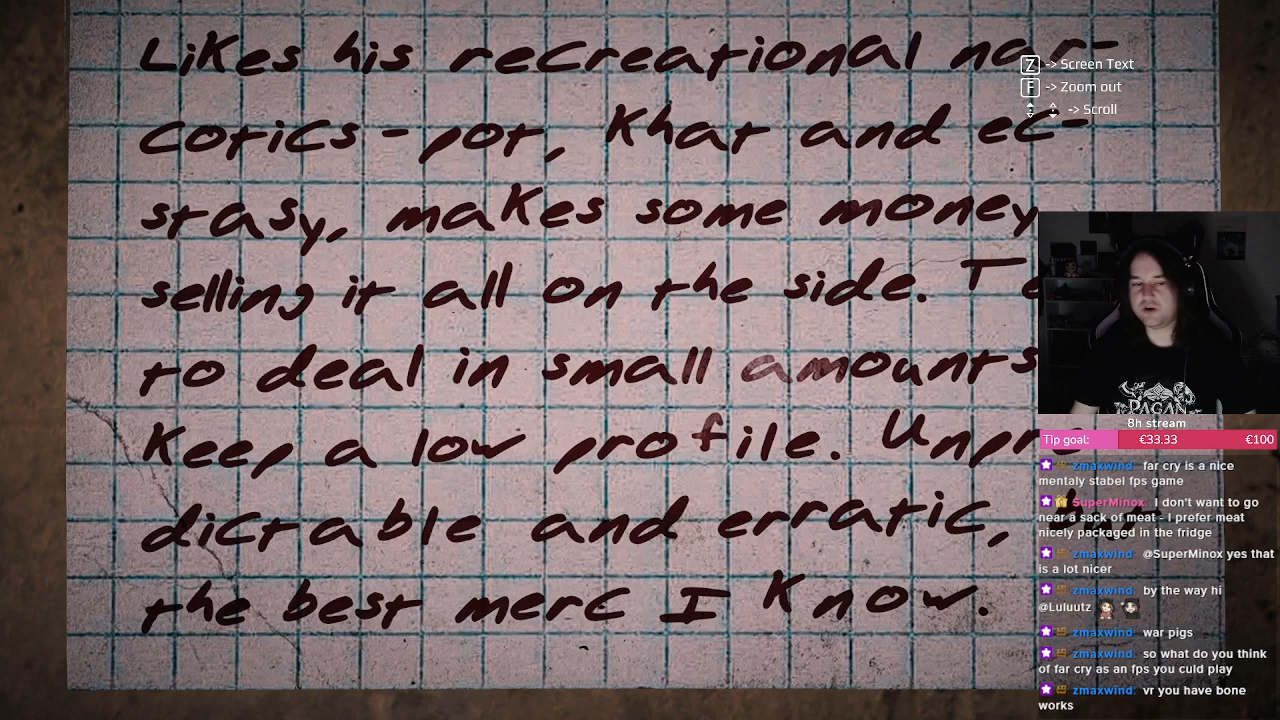 Likes his recreational nar-
cotics - pot, Khat and ec-
stasy, makes some money
selling it all on the side. T
to deal in small amounts
Keep a low profile. Unpre
dictable and erratic,
the best merc I Know.
Z -> Screen Text
F -> Zoom out
-> Scroll
PAGAN
8h stream
Tip goal: €33.33 €100
zmaxwind: far cry is a nice
mentaly stabel fps game
SuperMinox: I don't want to go
near a sack of meat - I prefer meat
nicely packaged in the fridge
zmaxwind: @SuperMinox yes that
is a lot nicer
zmaxwind: by the way hi
@Luluutz
zmaxwind: war pigs
zmaxwind: so what do you think
of far cry as an fps you culd play
zmaxwind: vr you have bone
works